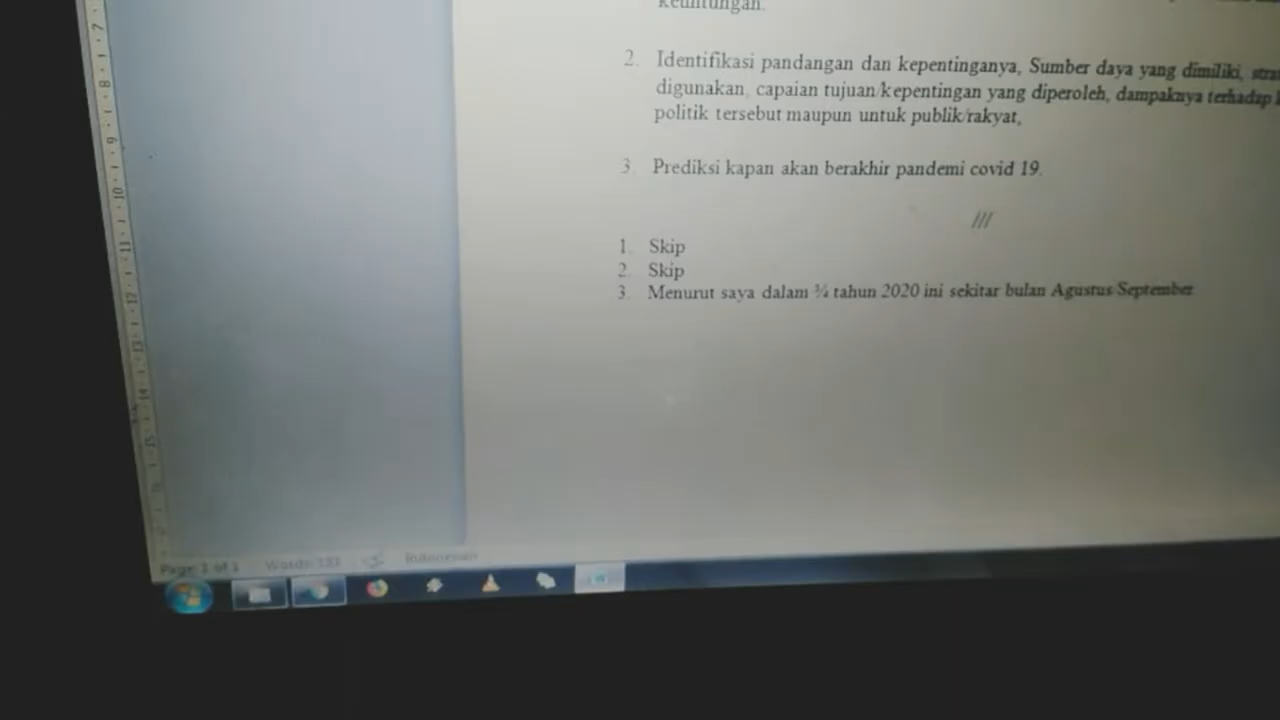 keuntungan.
2. Identifikasi pandangan dan kepentinganya, Sumber daya yang dimiliki,
digunakan, capaian tujuan/kepentingan yang diperoleh, dampaknya terhadap
politik tersebut maupun untuk publik/rakyat,
3. Prediksi kapan akan berakhir pandemi covid 19.
///
1. Skip
2. Skip
3. Menurut saya dalam ¾ tahun 2020 ini sekitar bulan Agustus-September
Page: 1 of 1 Words: Indonesian